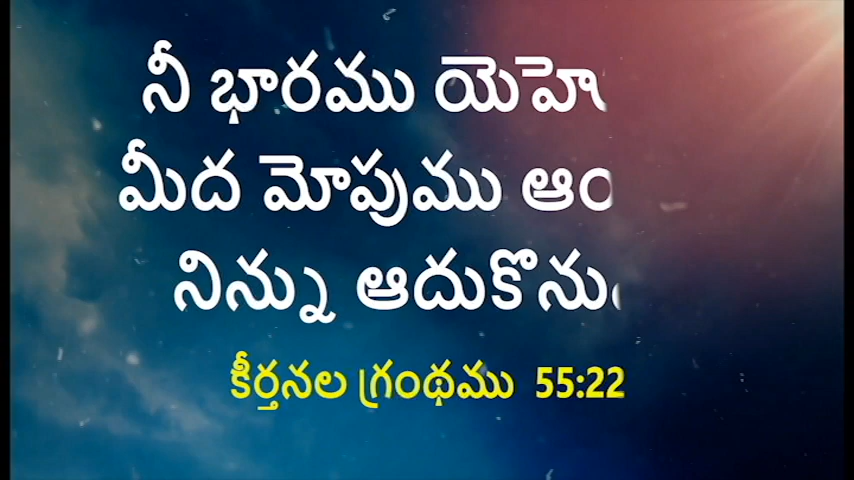 నీ భారము
మీద మోపుము
నిన్ను
కీర్తనల గ్రంథము 55:22